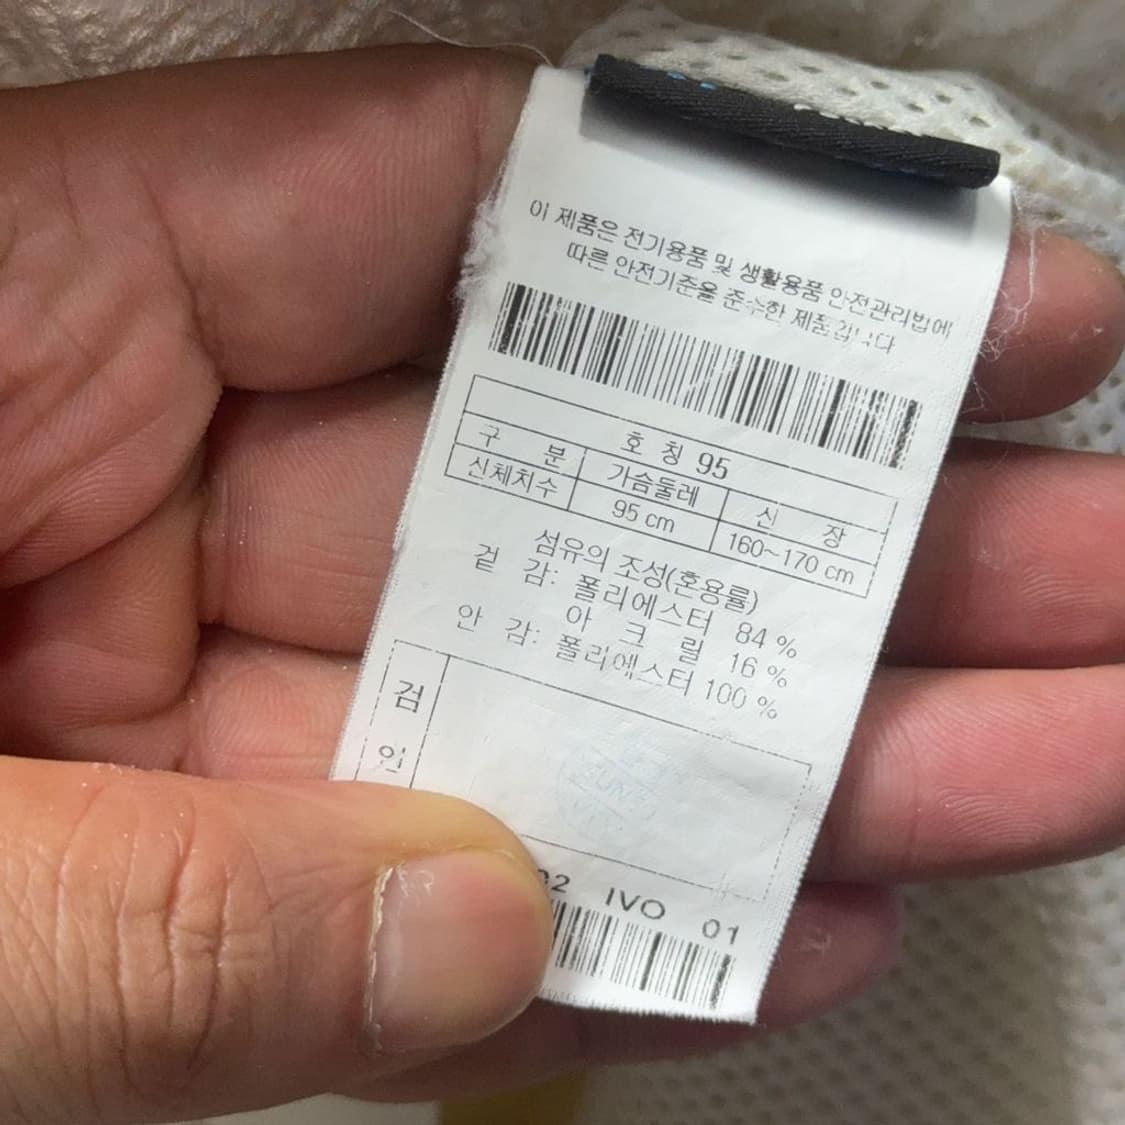 이 제품은 전기용품 및 생활용품 안전관리법에
따른 안전기준을 준수한 제품입니다
호 칭 95
구 분 가슴둘레 신 장
신체치수 95 cm 160~170 cm
섬유의 조성(혼용률)
겉 감: 폴리에스터 84 %
아 크 릴 16 %
안 감: 폴리에스터 100 %
검
인
02 IVO 01